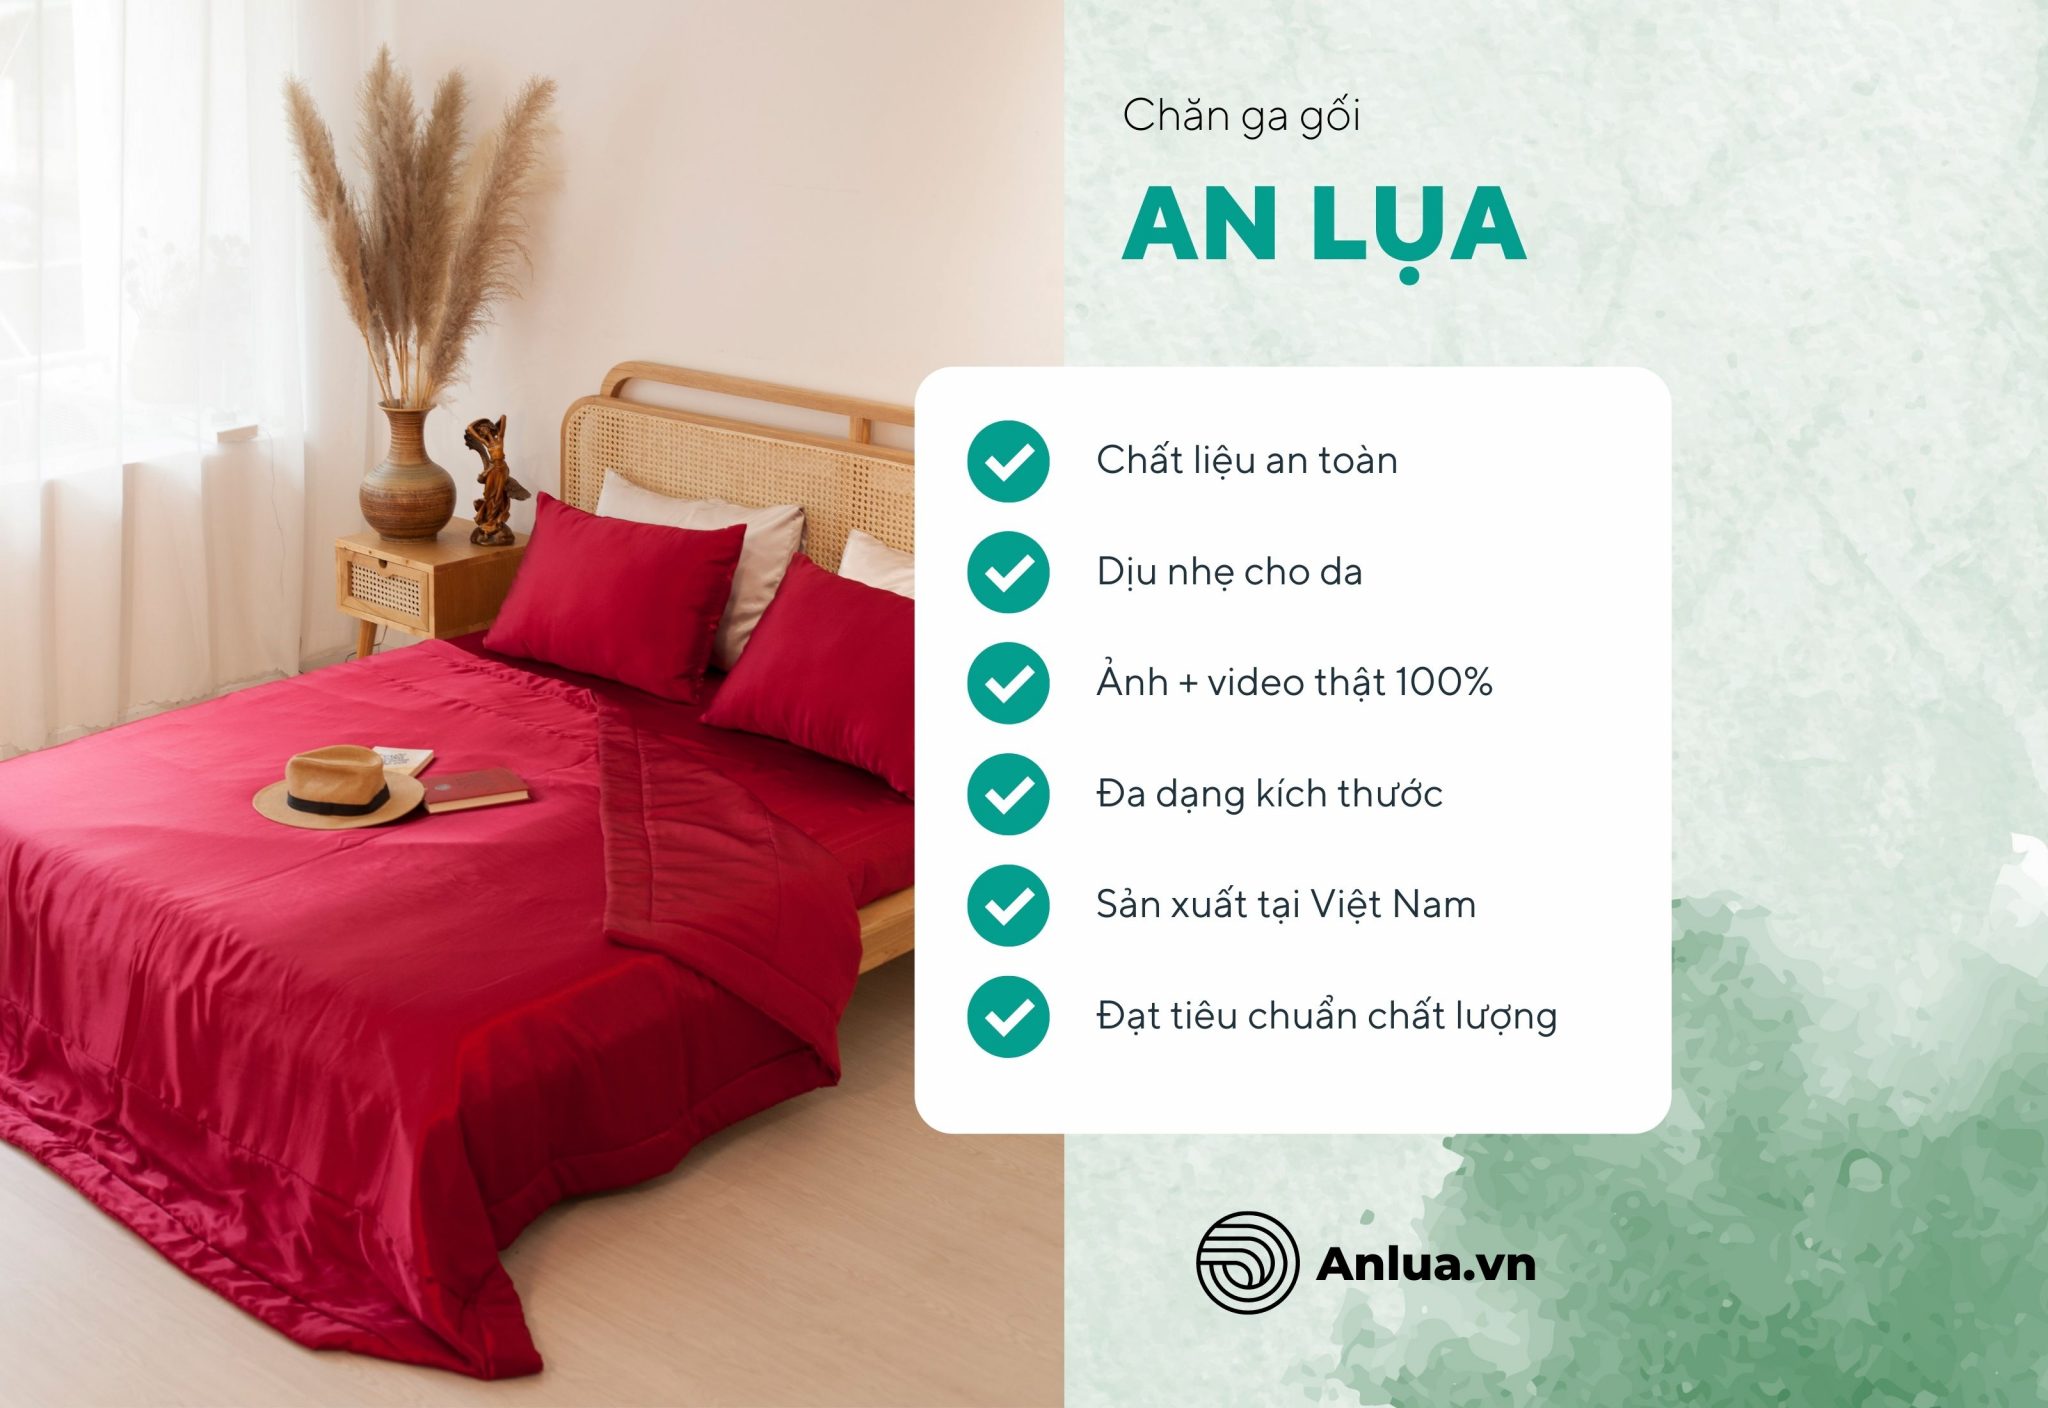 Chăn ga gối
AN LỤA
Chất liệu an toàn
Dịu nhẹ cho da
Ảnh + video thật 100%
Đa dạng kích thước
Sản xuất tại Việt Nam
Đạt tiêu chuẩn chất lượng
Anlua.vn